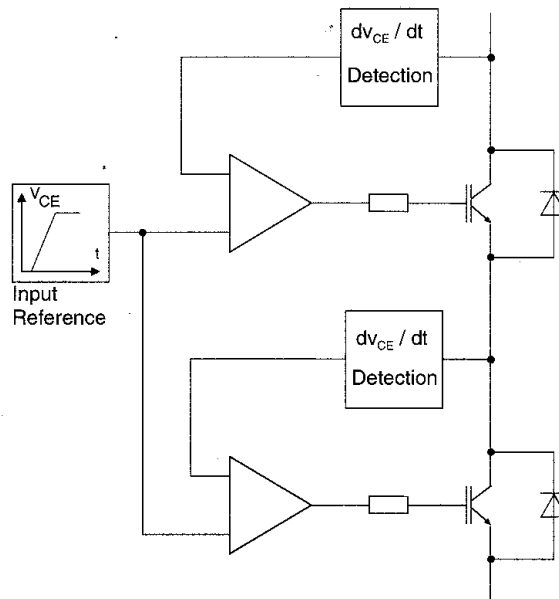 dv_CE / dt
Detection
V_CE
t
Input
Reference
dv_CE / dt
Detection